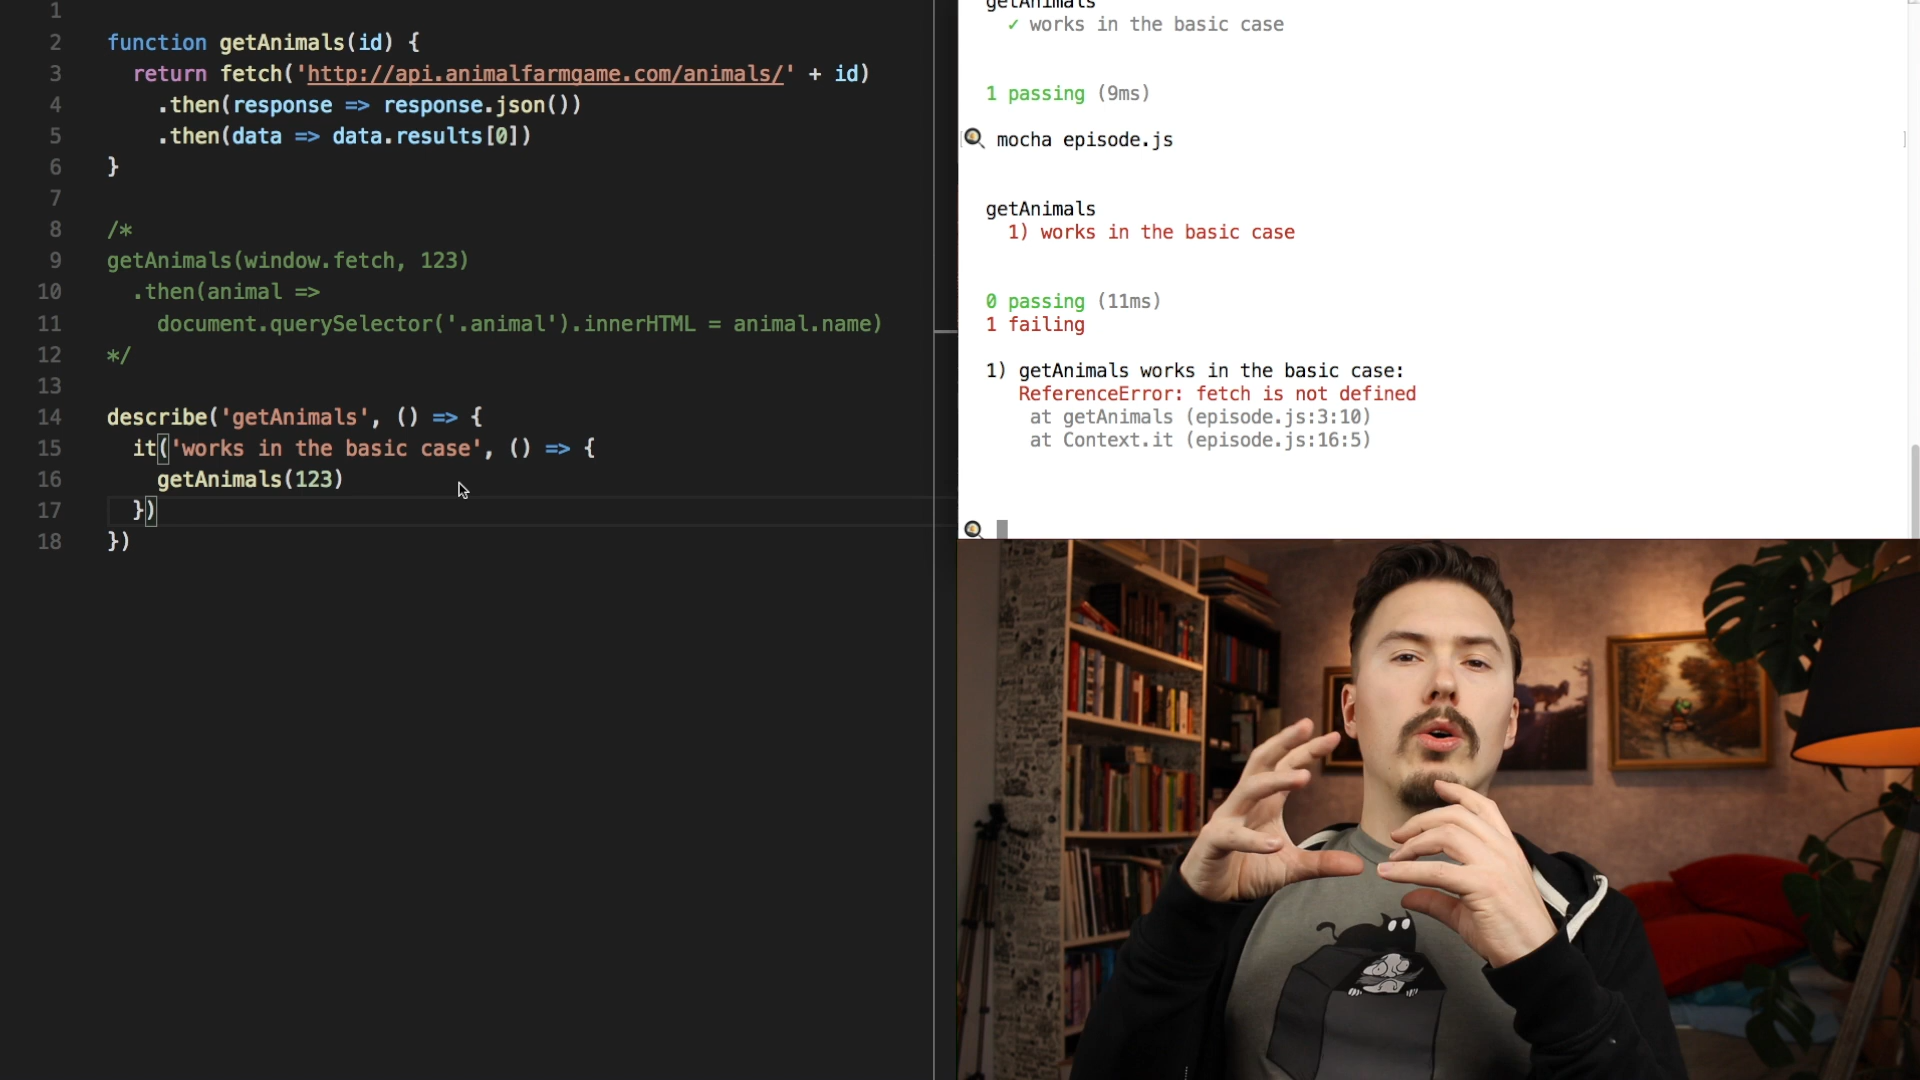 1
2 function getAnimals(id) {
3 return fetch('http://api.animalfarmgame.com/animals/' + id)
4 .then(response => response.json())
5 .then(data => data.results[0])
6 }
7
8 /*
9 getAnimals(window.fetch, 123)
10 .then(animal =>
11 document.querySelector('.animal').innerHTML = animal.name)
12 */
13
14 describe('getAnimals', () => {
15 it('works in the basic case', () => {
16 getAnimals(123)
17 })
18 })
getAnimals
✓ works in the basic case
1 passing (9ms)
mocha episode.js
getAnimals
1) works in the basic case
0 passing (11ms)
1 failing
1) getAnimals works in the basic case:
ReferenceError: fetch is not defined
at getAnimals (episode.js:3:10)
at Context.it (episode.js:16:5)